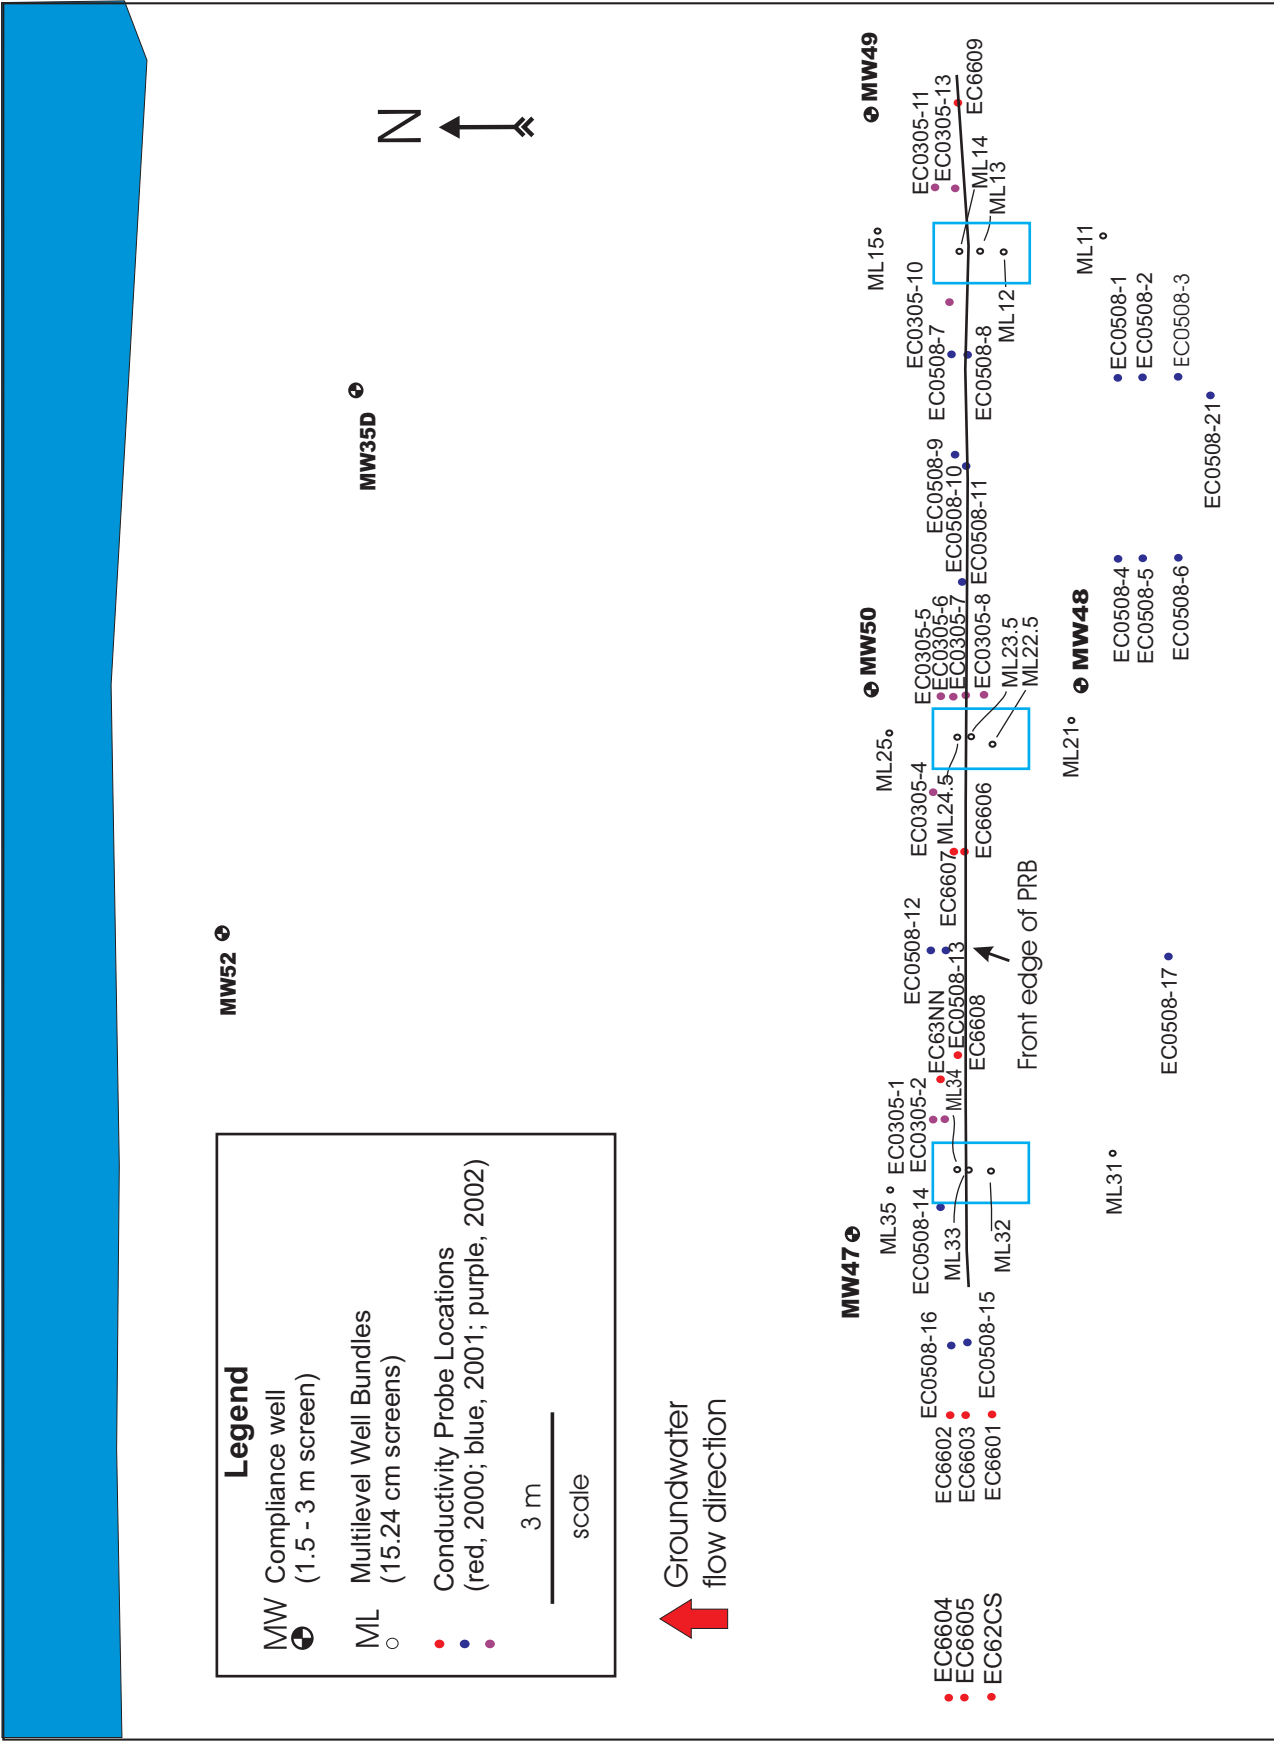 N
MW52
MW35D
Legend
MW Compliance well
(1.5 - 3 m screen)
ML Multilevel Well Bundles
(15.24 cm screens)
Conductivity Probe Locations
(red, 2000; blue, 2001; purple, 2002)
3 m
scale
Groundwater
flow direction
MW47
MW50
MW49
ML35
ML25
ML15
EC6604
EC6605
EC62CS
EC6602
EC6603
EC6601
EC0508-16
EC0508-15
EC0508-14
ML33
ML32
EC0305-1
EC0305-2
ML34
EC63NN
EC0508-13
EC6608
EC0508-12
Front edge of PRB
EC6607
EC6606
EC0305-4
ML24.5
EC0305-5
EC0305-6
EC0305-7
EC0305-8
ML23.5
ML22.5
EC0508-9
EC0508-10
EC0508-11
EC0508-7
EC0508-8
EC0305-10
ML12
EC0305-11
EC0305-13
ML14
ML13
EC6609
ML31
ML21
MW48
ML11
EC0508-17
EC0508-4
EC0508-5
EC0508-6
EC0508-1
EC0508-2
EC0508-3
EC0508-21